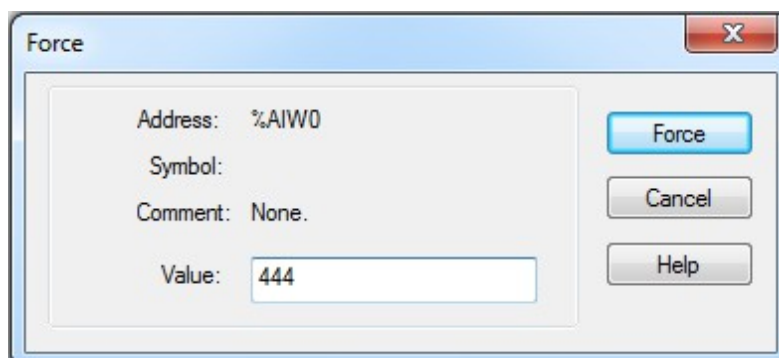 Force
Address: %AIW0
Symbol:
Comment: None.
Value: 444
Force
Cancel
Help